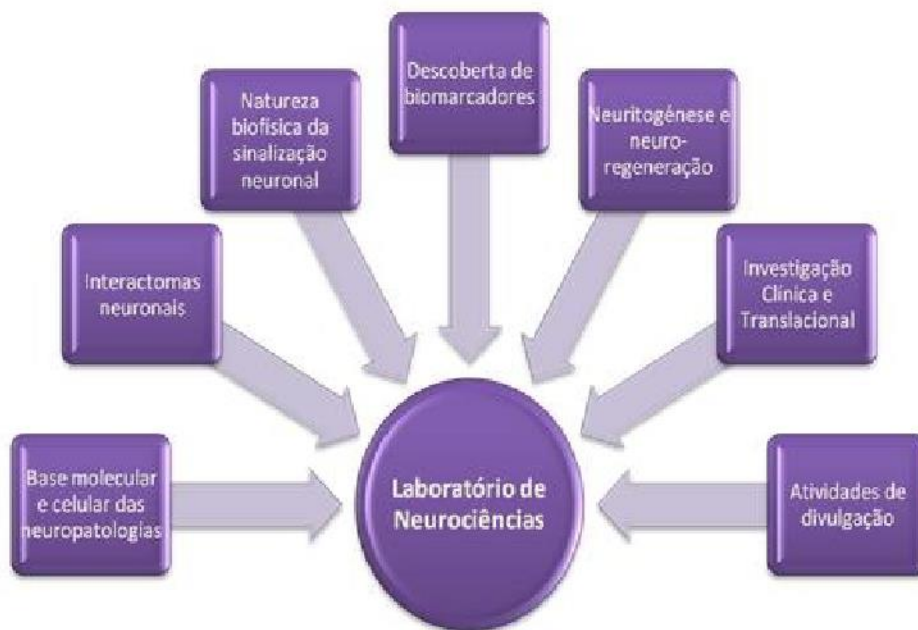 Descoberta de
biomarcadores
Natureza
biofísica da
sinalização
neuronal
Neuritogénese e
neuro-
regeneração
Interactomas
neuronais
Investigação
Clínica e
Translacional
Base molecular
e celular das
neuropatologias
Laboratório de
Neurociências
Atividades de
divulgação